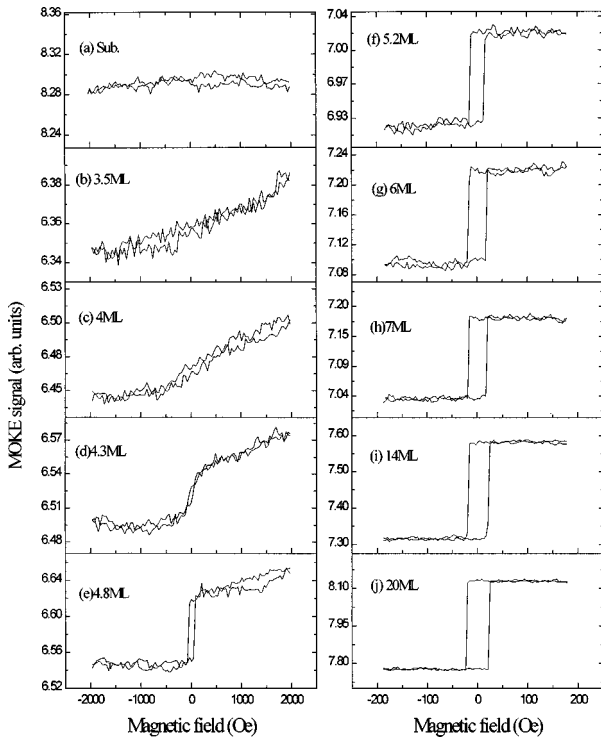 MOKE signal (arb. units)
8.36
8.32
8.28
8.24
(a) Sub.
6.38
6.36
6.34
(b) 3.5ML
6.53
6.50
6.48
6.45
(c) 4ML
6.57
6.54
6.51
6.48
(d)4.3ML
6.64
6.60
6.55
6.52
(e)4.8ML
-2000 -1000 0 1000 2000
Magnetic field (Oe)
7.04
7.00
6.97
6.93
(f) 5.2ML
7.24
7.20
7.12
7.08
(g) 6ML
7.20
7.15
7.08
7.04
(h)7ML
7.60
7.50
7.40
7.30
(i) 14ML
8.10
7.95
7.80
(j) 20ML
-200 -100 0 100 200
Magnetic field (Oe)